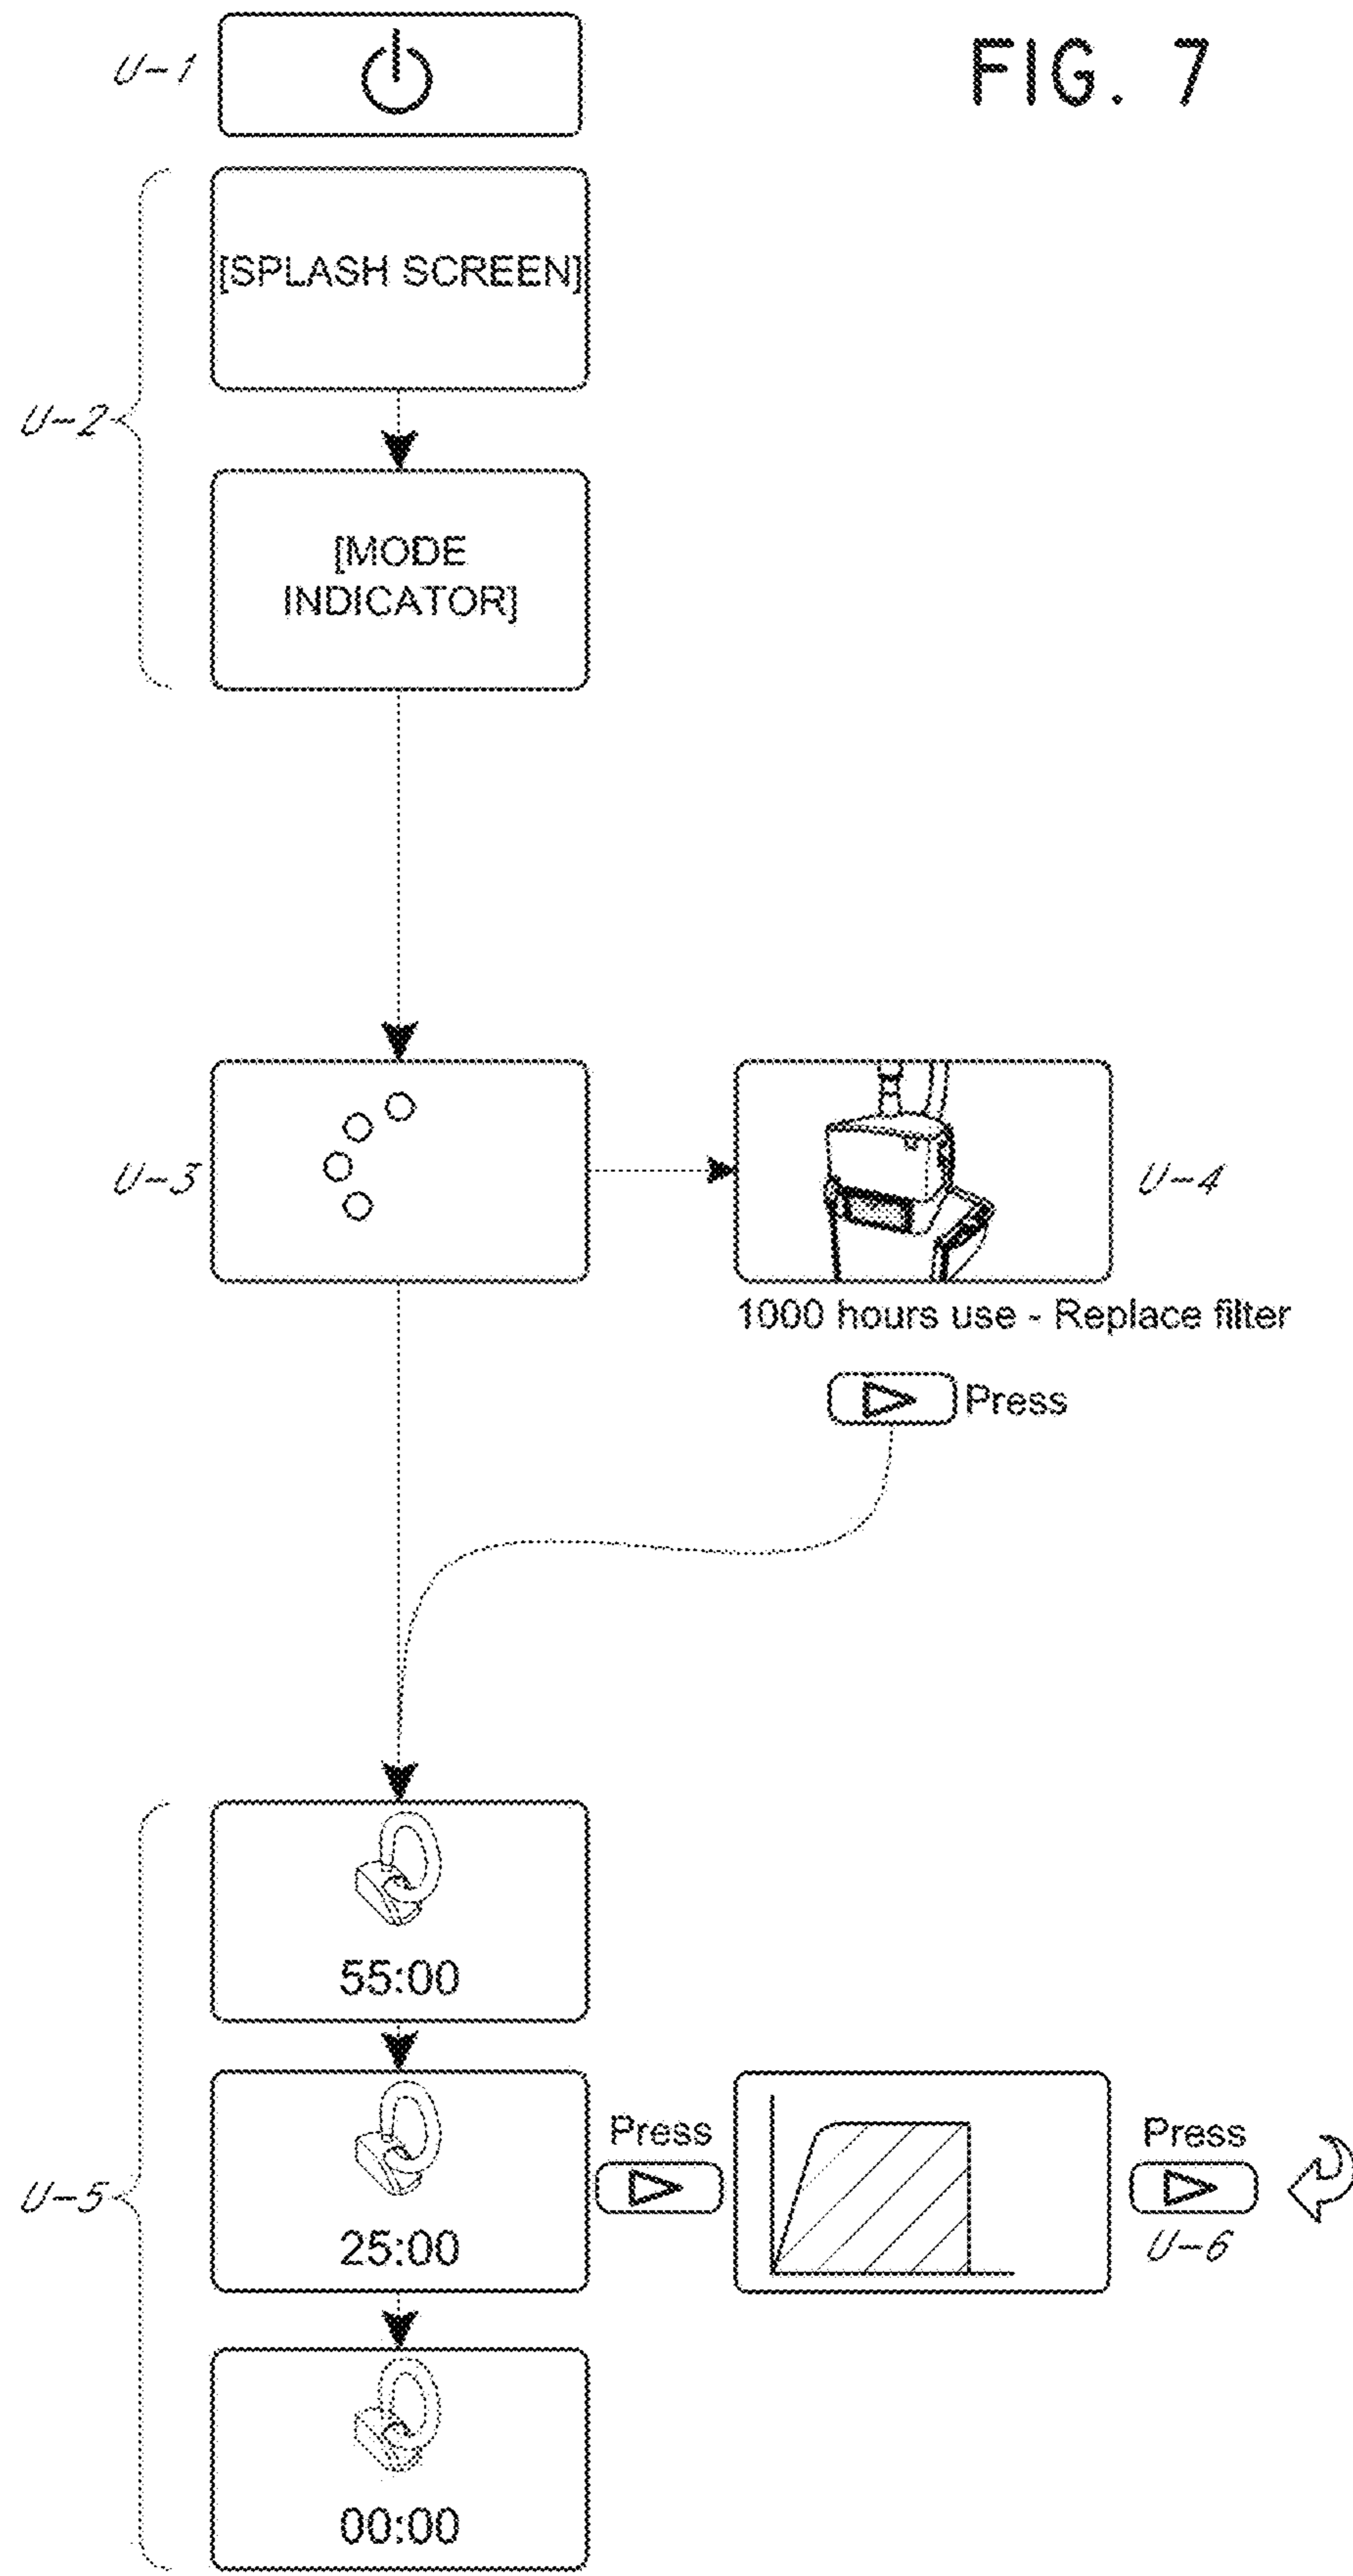 FIG. 7
U-1
[SPLASH SCREEN]
U-2
[MODE
INDICATOR]
U-3
U-4
1000 hours use - Replace filter
Press
55:00
Press
Press
U-5
25:00
U-6
00:00